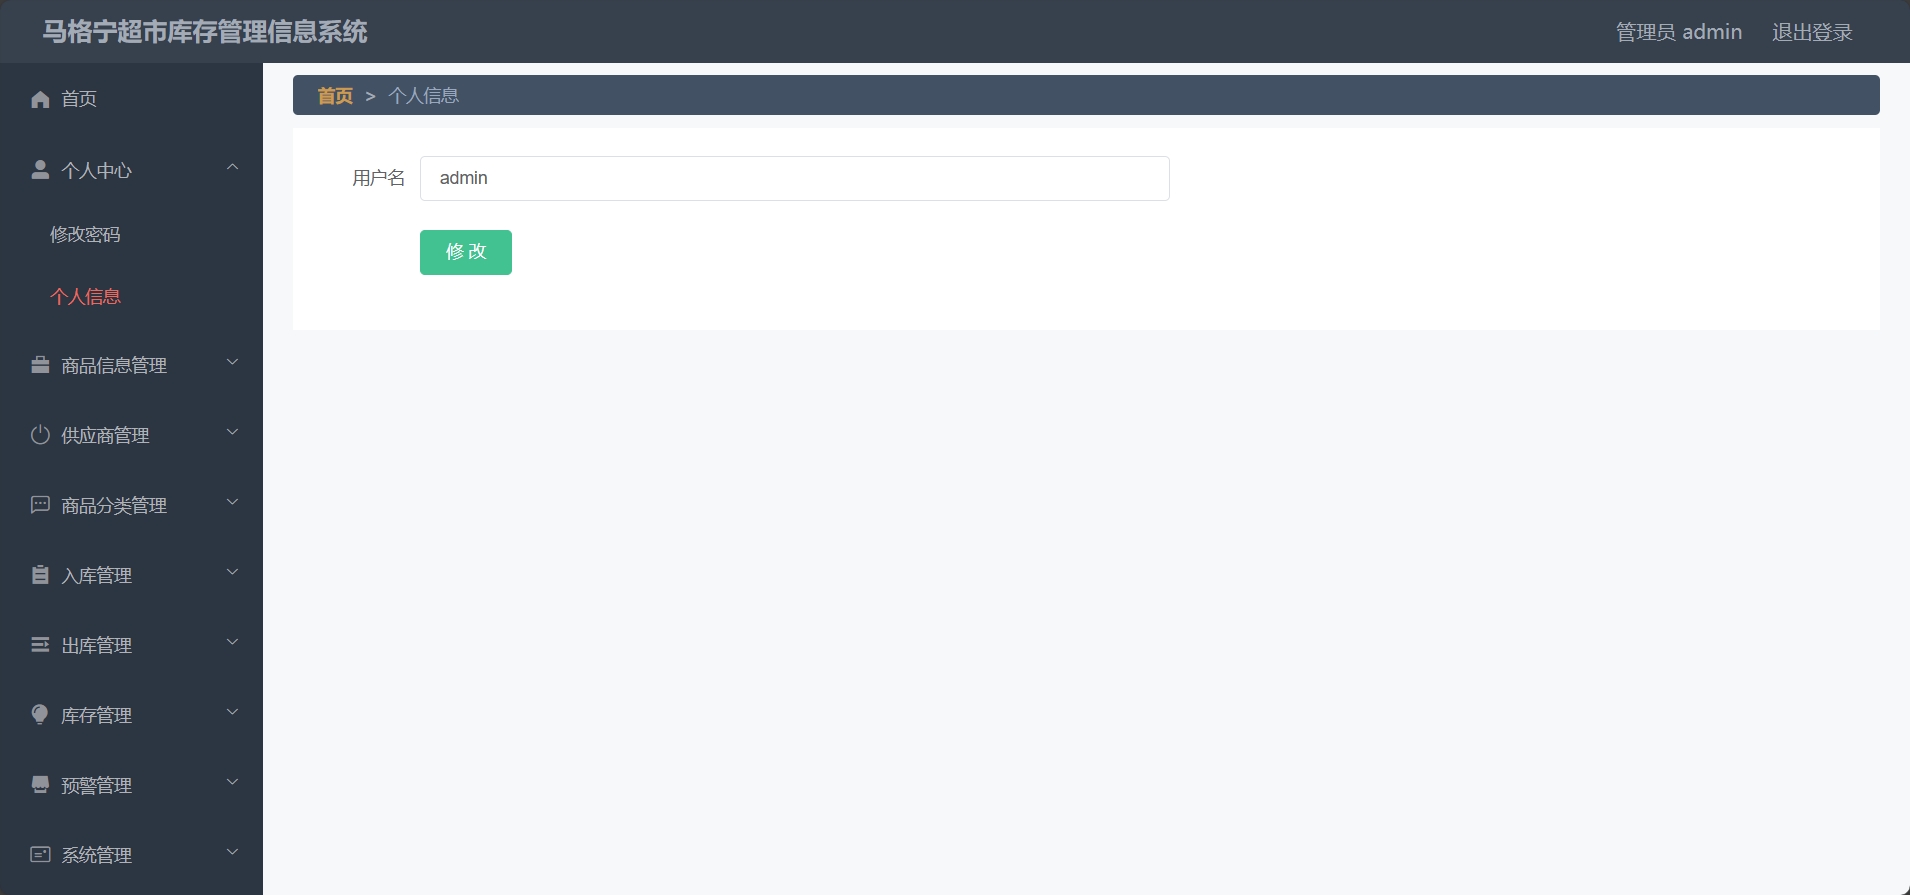 马格宁超市库存管理信息系统
管理员 admin 退出登录
首页
个人中心
修改密码
个人信息
商品信息管理
供应商管理
商品分类管理
入库管理
出库管理
库存管理
预警管理
系统管理
首页 > 个人信息
用户名 admin
修 改